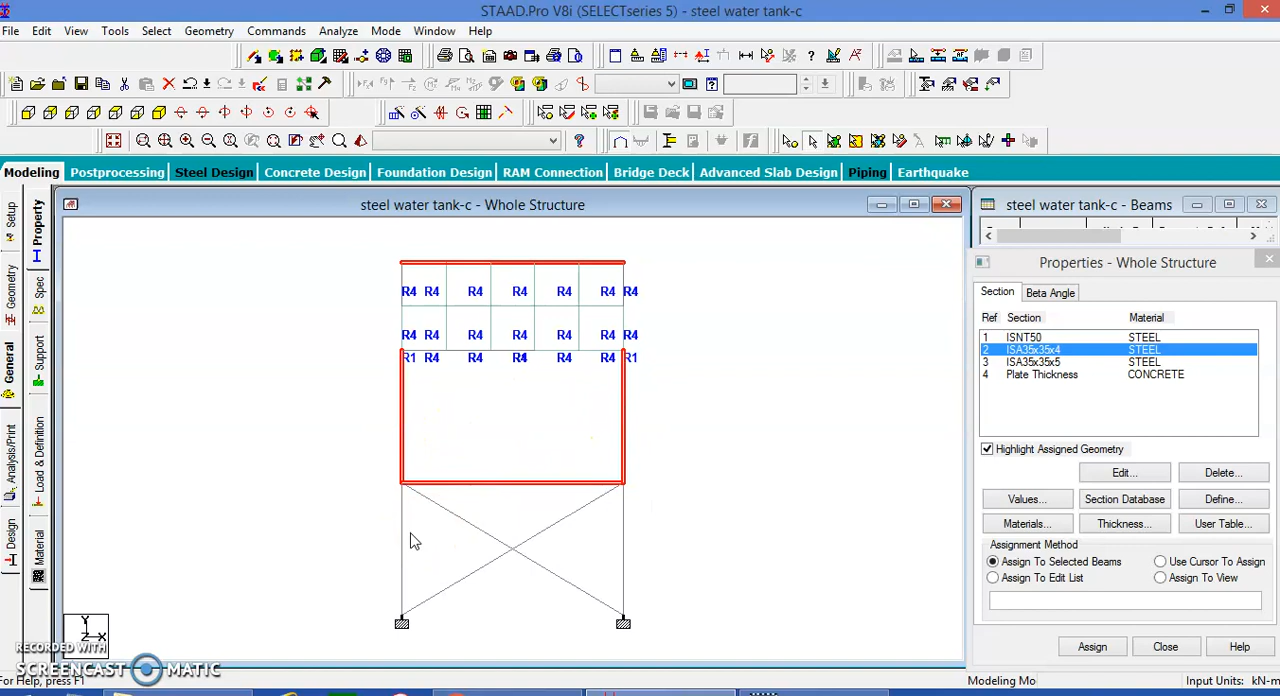 STAAD.Pro V8i (SELECTseries 5) - steel water tank-c
File Edit View Tools Select Geometry Commands Analyze Mode Window Help
Modeling Postprocessing Steel Design Concrete Design Foundation Design RAM Connection Bridge Deck Advanced Slab Design Piping Earthquake
steel water tank-c - Whole Structure
steel water tank-c - Beams
Setup
Geometry
General
Analysis/Print
Design
Property
Spec
Support
Load & Definition
Material
R4 R4 R4 R4 R4 R4 R4
R4 R4 R4 R4 R4 R4 R4
R1 R4 R4 R4 R4 R4 R1
Y
Z X
Properties - Whole Structure
Section Beta Angle
Ref Section Material
1 ISNT50 STEEL
2 ISA35x35x4 STEEL
3 ISA35x35x5 STEEL
4 Plate Thickness CONCRETE
Highlight Assigned Geometry
Edit... Delete...
Values... Section Database Define...
Materials... Thickness... User Table...
Assignment Method
Assign To Selected Beams Use Cursor To Assign
Assign To Edit List Assign To View
Assign Close Help
RECORDED WITH
SCREENCAST MATIC
For Help, press F1
Modeling Mo Input Units: kN-m